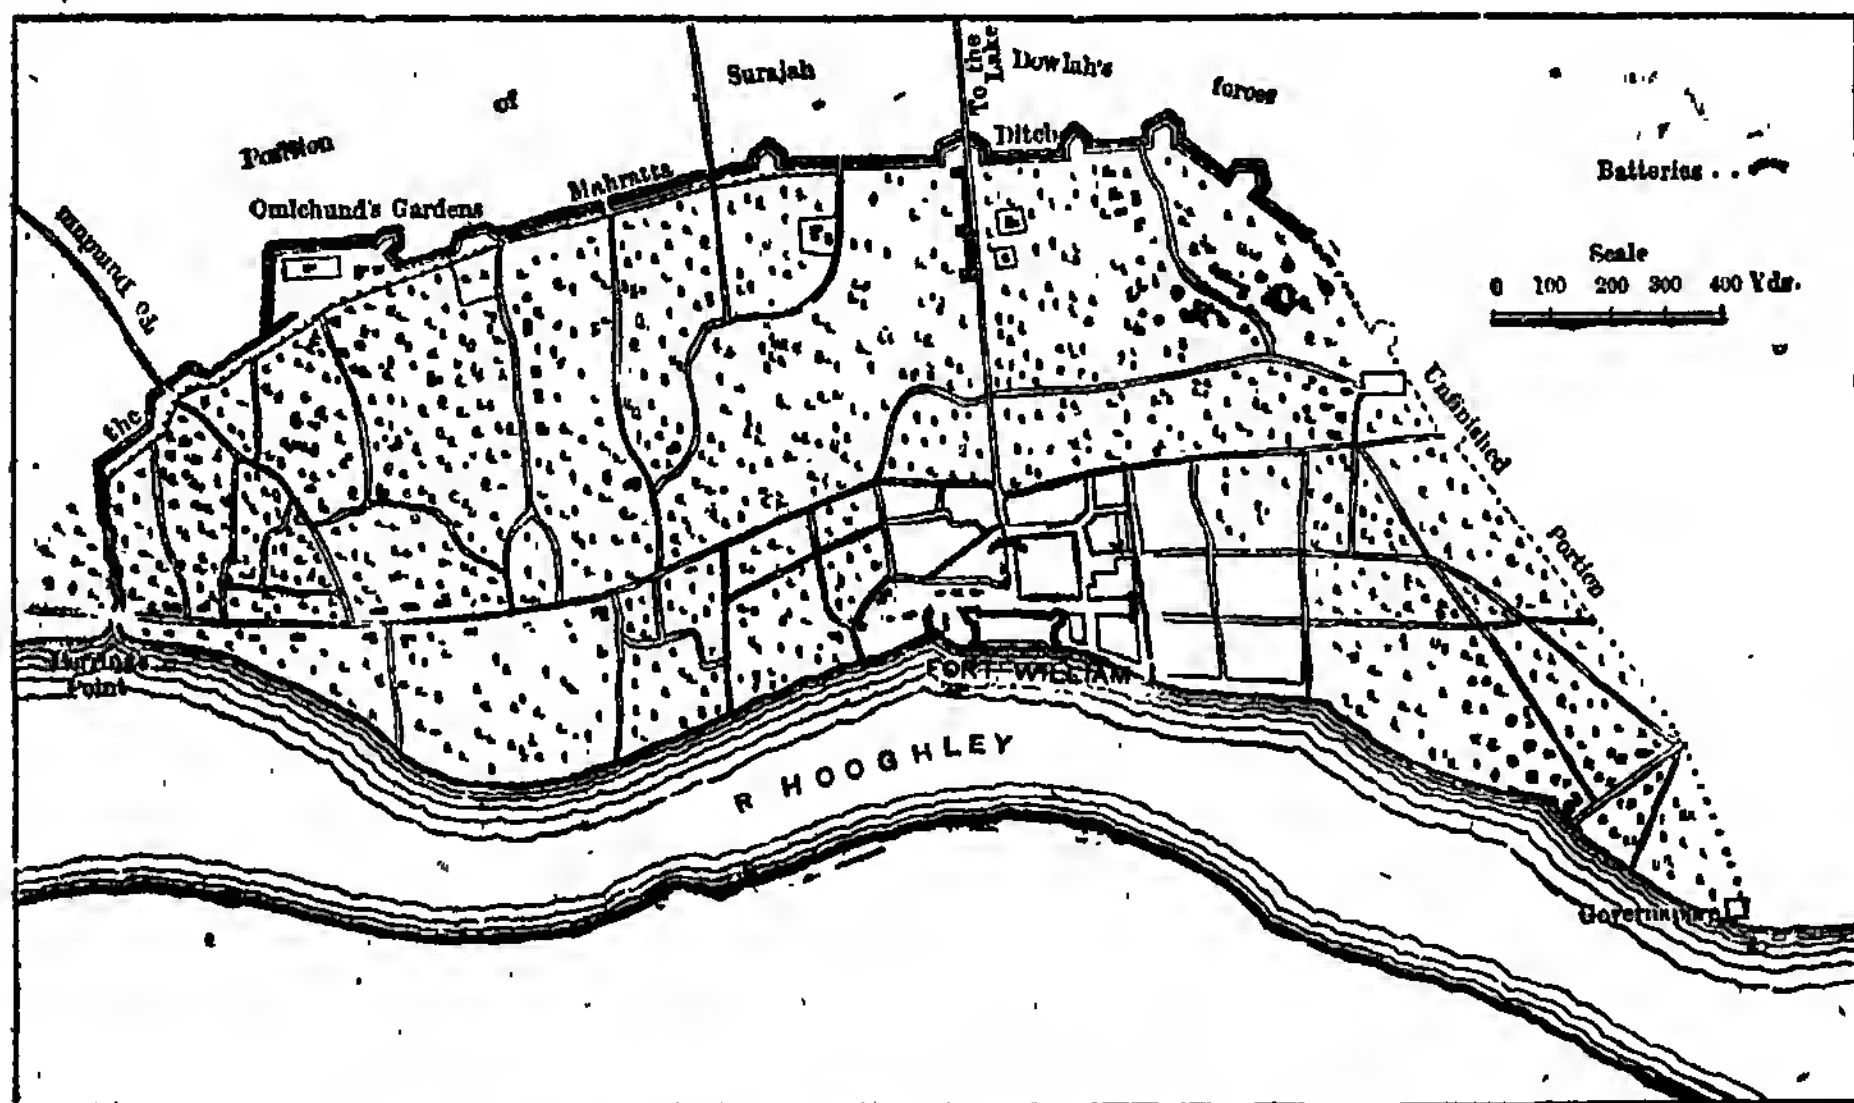 Position of Surajah Dowlah's forces
To the Lake
Omichund's Gardens
the Mahratta Ditch
To Dumdum
Batteries
Scale
0 100 200 300 400 Yds.
Unfinished Portion
Point
FORT WILLIAM
R HOOGHLEY